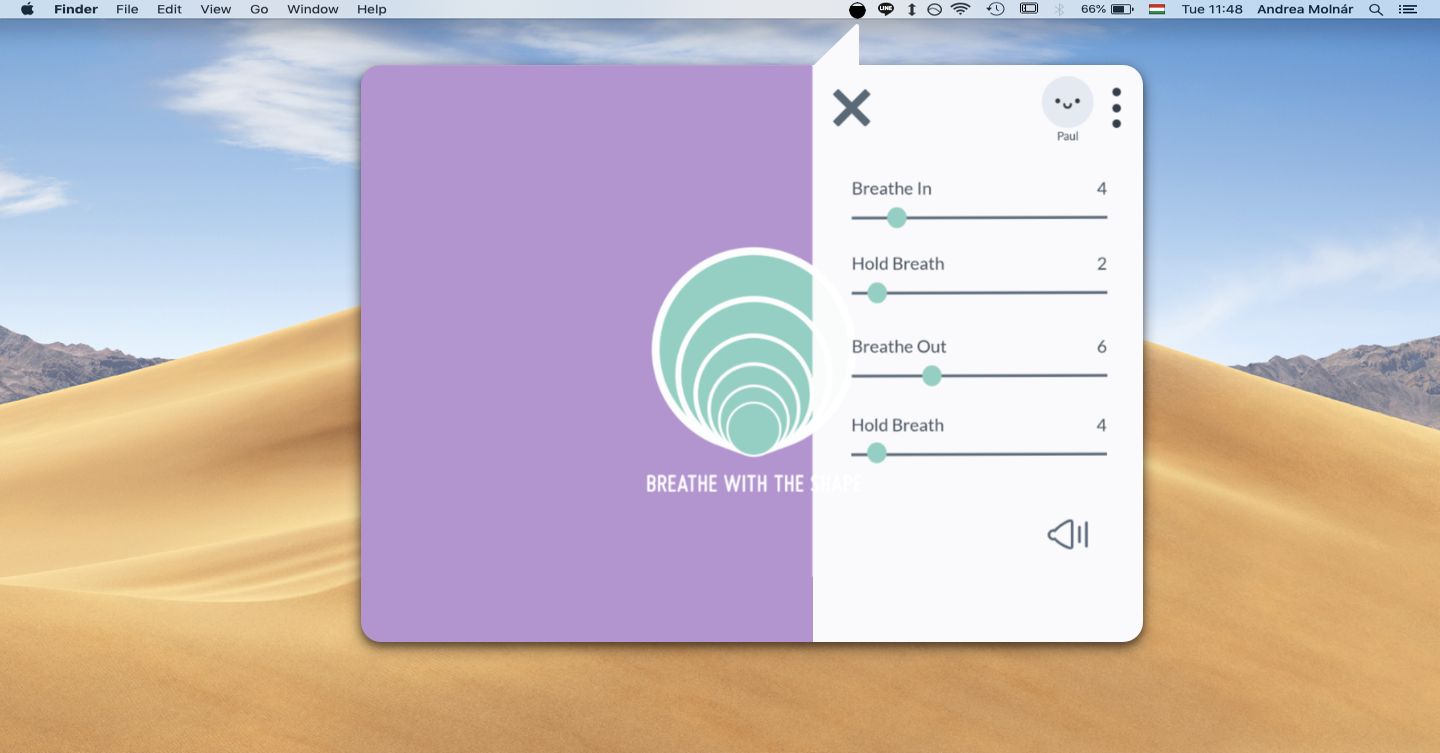 Finder File Edit View Go Window Help LINE 66% Tue 11:48 Andrea Molnár
Paul
Breathe In 4
Hold Breath 2
Breathe Out 6
Hold Breath 4
BREATHE WITH THE SHAPE